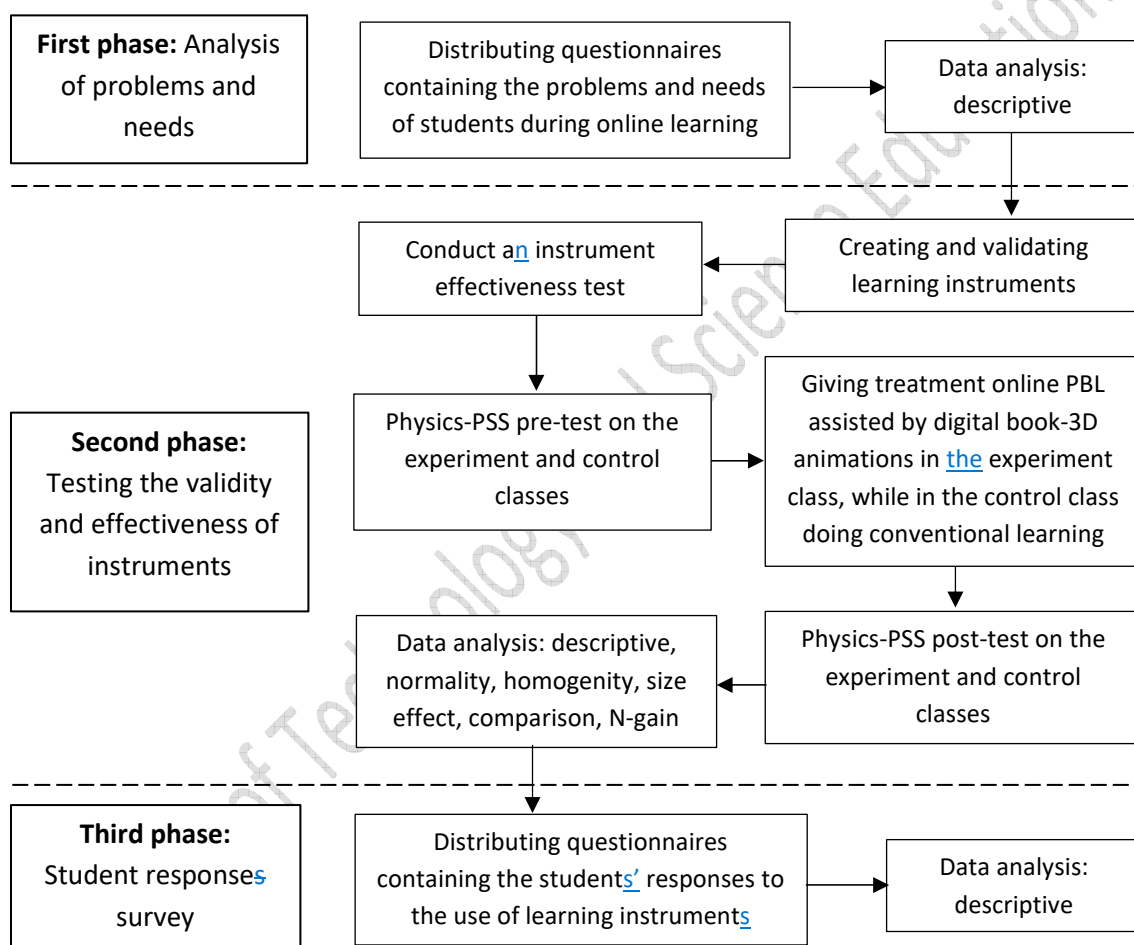 First phase: Analysis
of problems and
needs
Distributing questionnaires
containing the problems and needs
of students during online learning
Data analysis:
descriptive
Creating and validating
learning instruments
Conduct an instrument
effectiveness test
Second phase:
Testing the validity
and effectiveness of
instruments
Physics-PSS pre-test on the
experiment and control
classes
Giving treatment online PBL
assisted by digital book-3D
animations in the experiment
class, while in the control class
doing conventional learning
Physics-PSS post-test on the
experiment and control
classes
Data analysis: descriptive,
normality, homogenity, size
effect, comparison, N-gain
Third phase:
Student responses
survey
Distributing questionnaires
containing the students’ responses to
the use of learning instruments
Data analysis:
descriptive
of Technology and Science Education